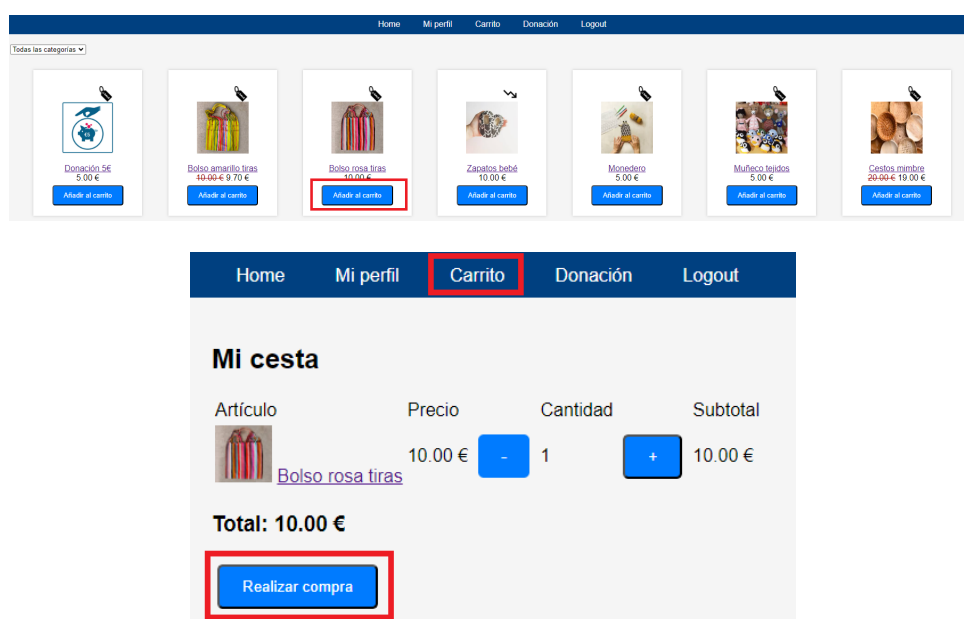 Home Mi perfil Carrito Donación Logout
Todas las categorías
Donación 5€ Bolso amarillo tiras Bolso rosa tiras Zapatos bebé Monedero Muñeco tejidos Cestos mimbre
5.00 € 10.00 € 9.70 € 10.00 € 10.00 € 5.00 € 5.00 € 20.00 € 19.00 €
Añadir al carrito Añadir al carrito Añadir al carrito Añadir al carrito Añadir al carrito Añadir al carrito Añadir al carrito
Home Mi perfil Carrito Donación Logout
Mi cesta
Artículo Precio Cantidad Subtotal
Bolso rosa tiras 10.00 € - 1 + 10.00 €
Total: 10.00 €
Realizar compra